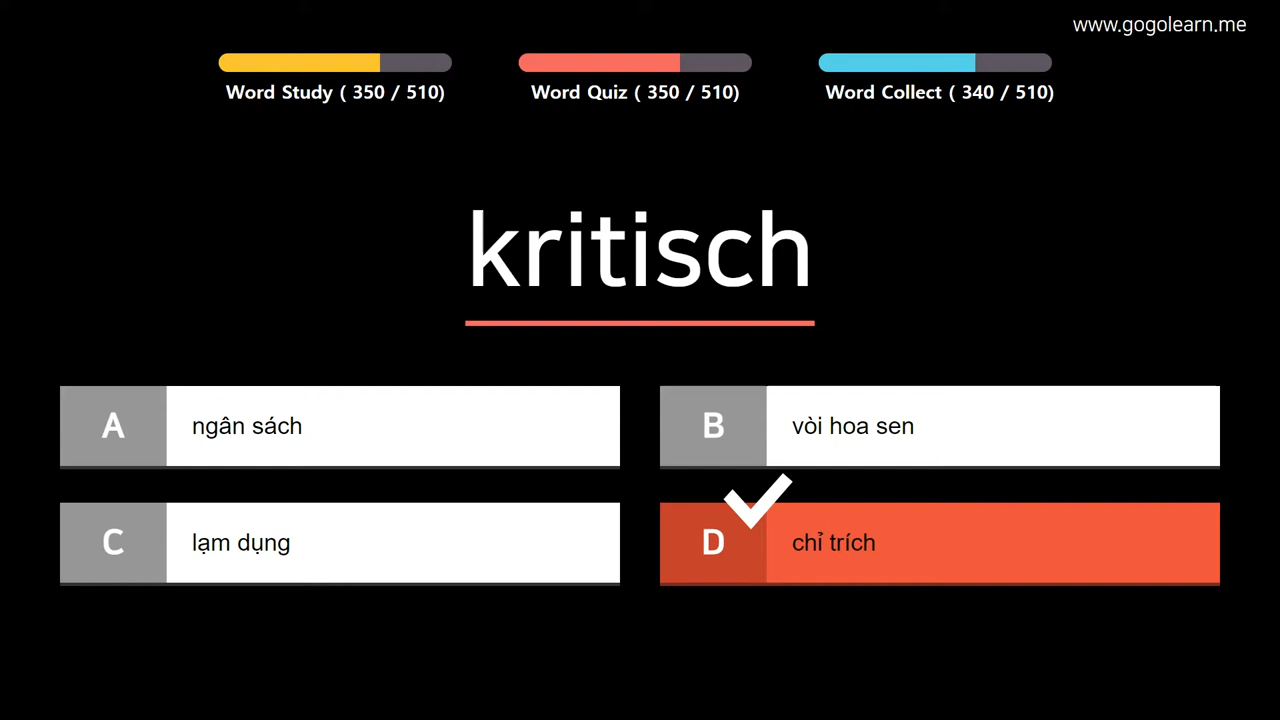 www.gogolearn.me
Word Study ( 350 / 510)
Word Quiz ( 350 / 510)
Word Collect ( 340 / 510)
kritisch
A ngân sách
B vòi hoa sen
C lạm dụng
D chỉ trích